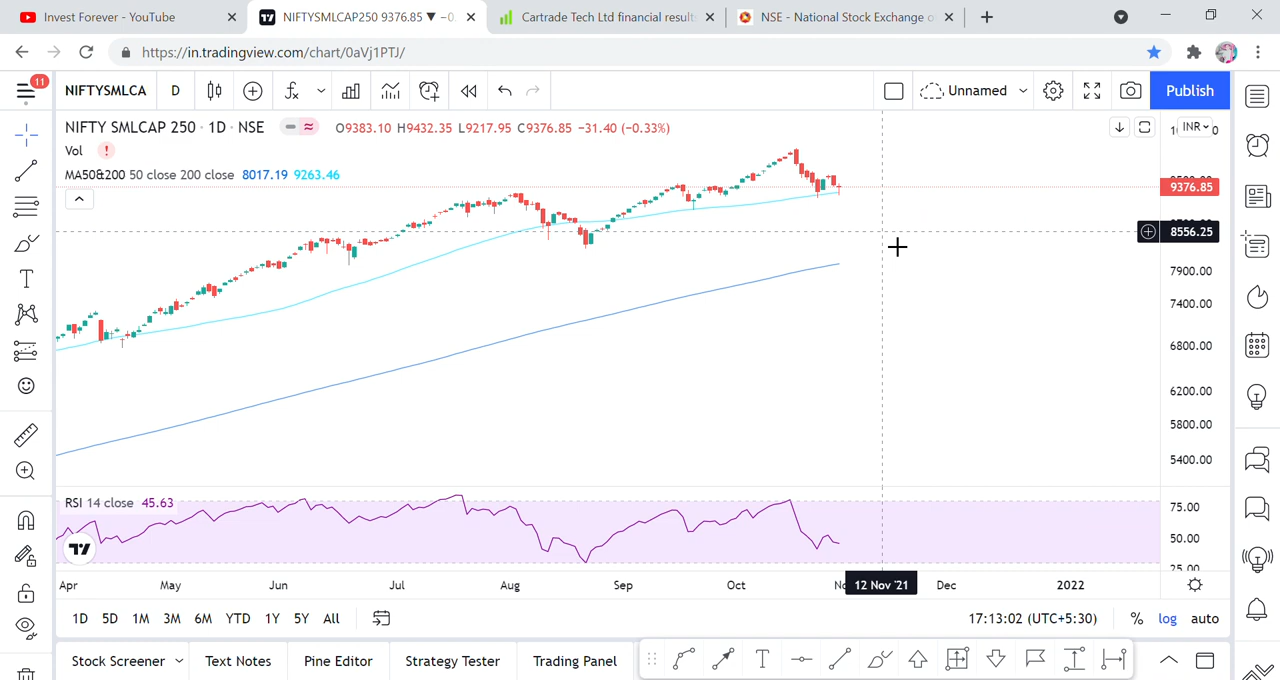 Invest Forever - YouTube
NIFTYSMLCAP250 9376.85 ▼ −0.
Cartrade Tech Ltd financial result
NSE - National Stock Exchange o
https://in.tradingview.com/chart/0aVj1PTJ/
11
NIFTYSMLCA
D
Unnamed
Publish
NIFTY SMLCAP 250 · 1D · NSE
O9383.10 H9432.35 L9217.95 C9376.85 −31.40 (−0.33%)
INR
Vol
MA50&200 50 close 200 close 8017.19 9263.46
9376.85
8556.25
7900.00
7400.00
6800.00
6200.00
5800.00
5400.00
RSI 14 close 45.63
75.00
50.00
25.00
Apr May Jun Jul Aug Sep Oct 12 Nov '21 Dec 2022
1D 5D 1M 3M 6M YTD 1Y 5Y All
17:13:02 (UTC+5:30)
% log auto
Stock Screener Text Notes Pine Editor Strategy Tester Trading Panel